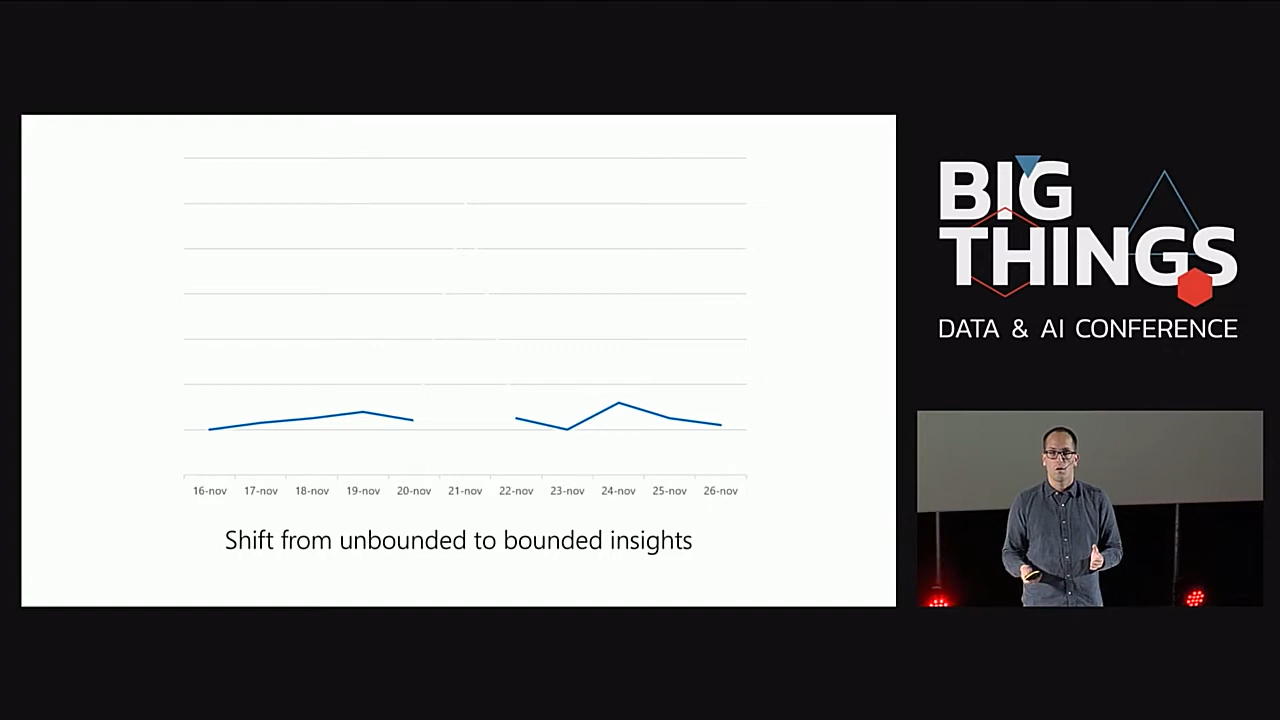 16-nov 17-nov 18-nov 19-nov 20-nov 21-nov 22-nov 23-nov 24-nov 25-nov 26-nov
Shift from unbounded to bounded insights
BIG
THINGS
DATA & AI CONFERENCE